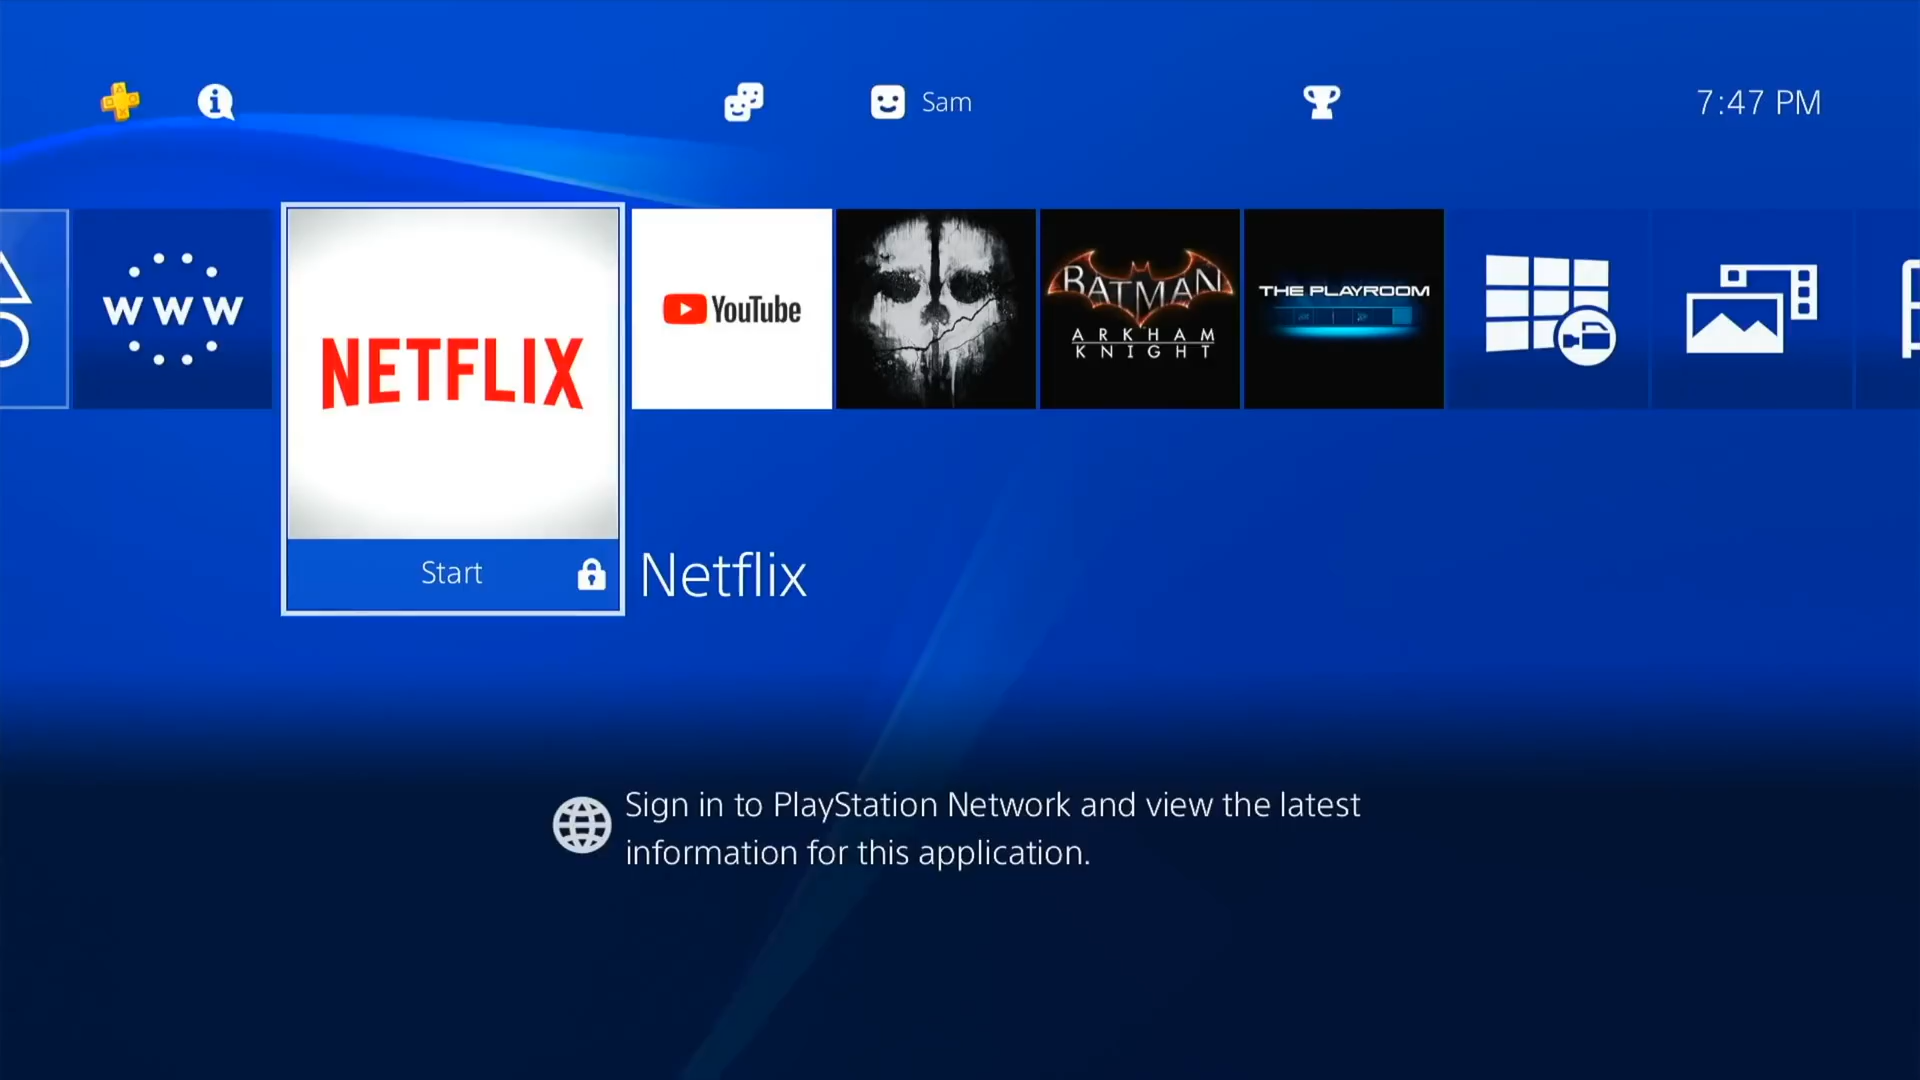 Sam
7:47 PM
WWW
NETFLIX
YouTube
BATMAN
ARKHAM
KNIGHT
THE PLAYROOM
Start
Netflix
Sign in to PlayStation Network and view the latest
information for this application.